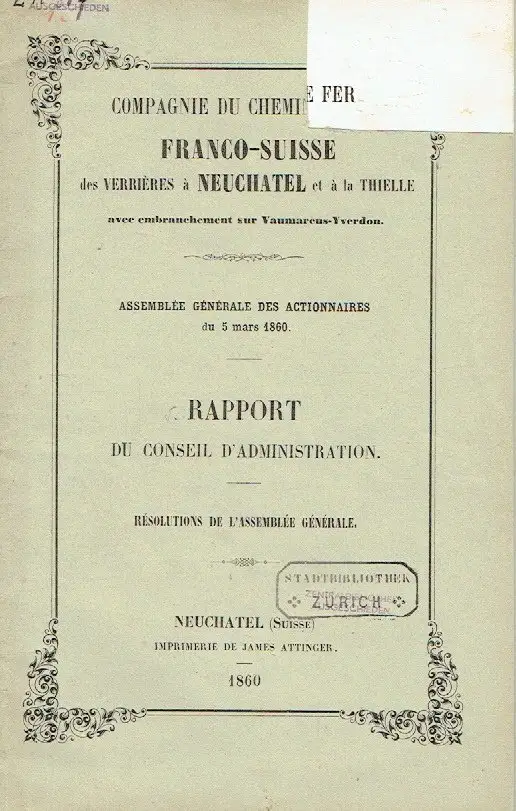 AUSGESCHIEDEN
COMPAGNIE DU CHEMI E FER
FRANCO-SUISSE
des VERRIÈRES à NEUCHATEL et à la THIELLE
avec embranchement sur Vaumarcus-Yverdon.
ASSEMBLÉE GÉNÉRALE DES ACTIONNAIRES
du 5 mars 1860.
RAPPORT
DU CONSEIL D'ADMINISTRATION.
RÉSOLUTIONS DE L'ASSEMBLÉE GÉNÉRALE.
STADTBIBLIOTHEK
ZÜRICH
AUSGESCHIEDEN
NEUCHATEL (Suisse)
IMPRIMERIE DE JAMES ATTINGER.
1860